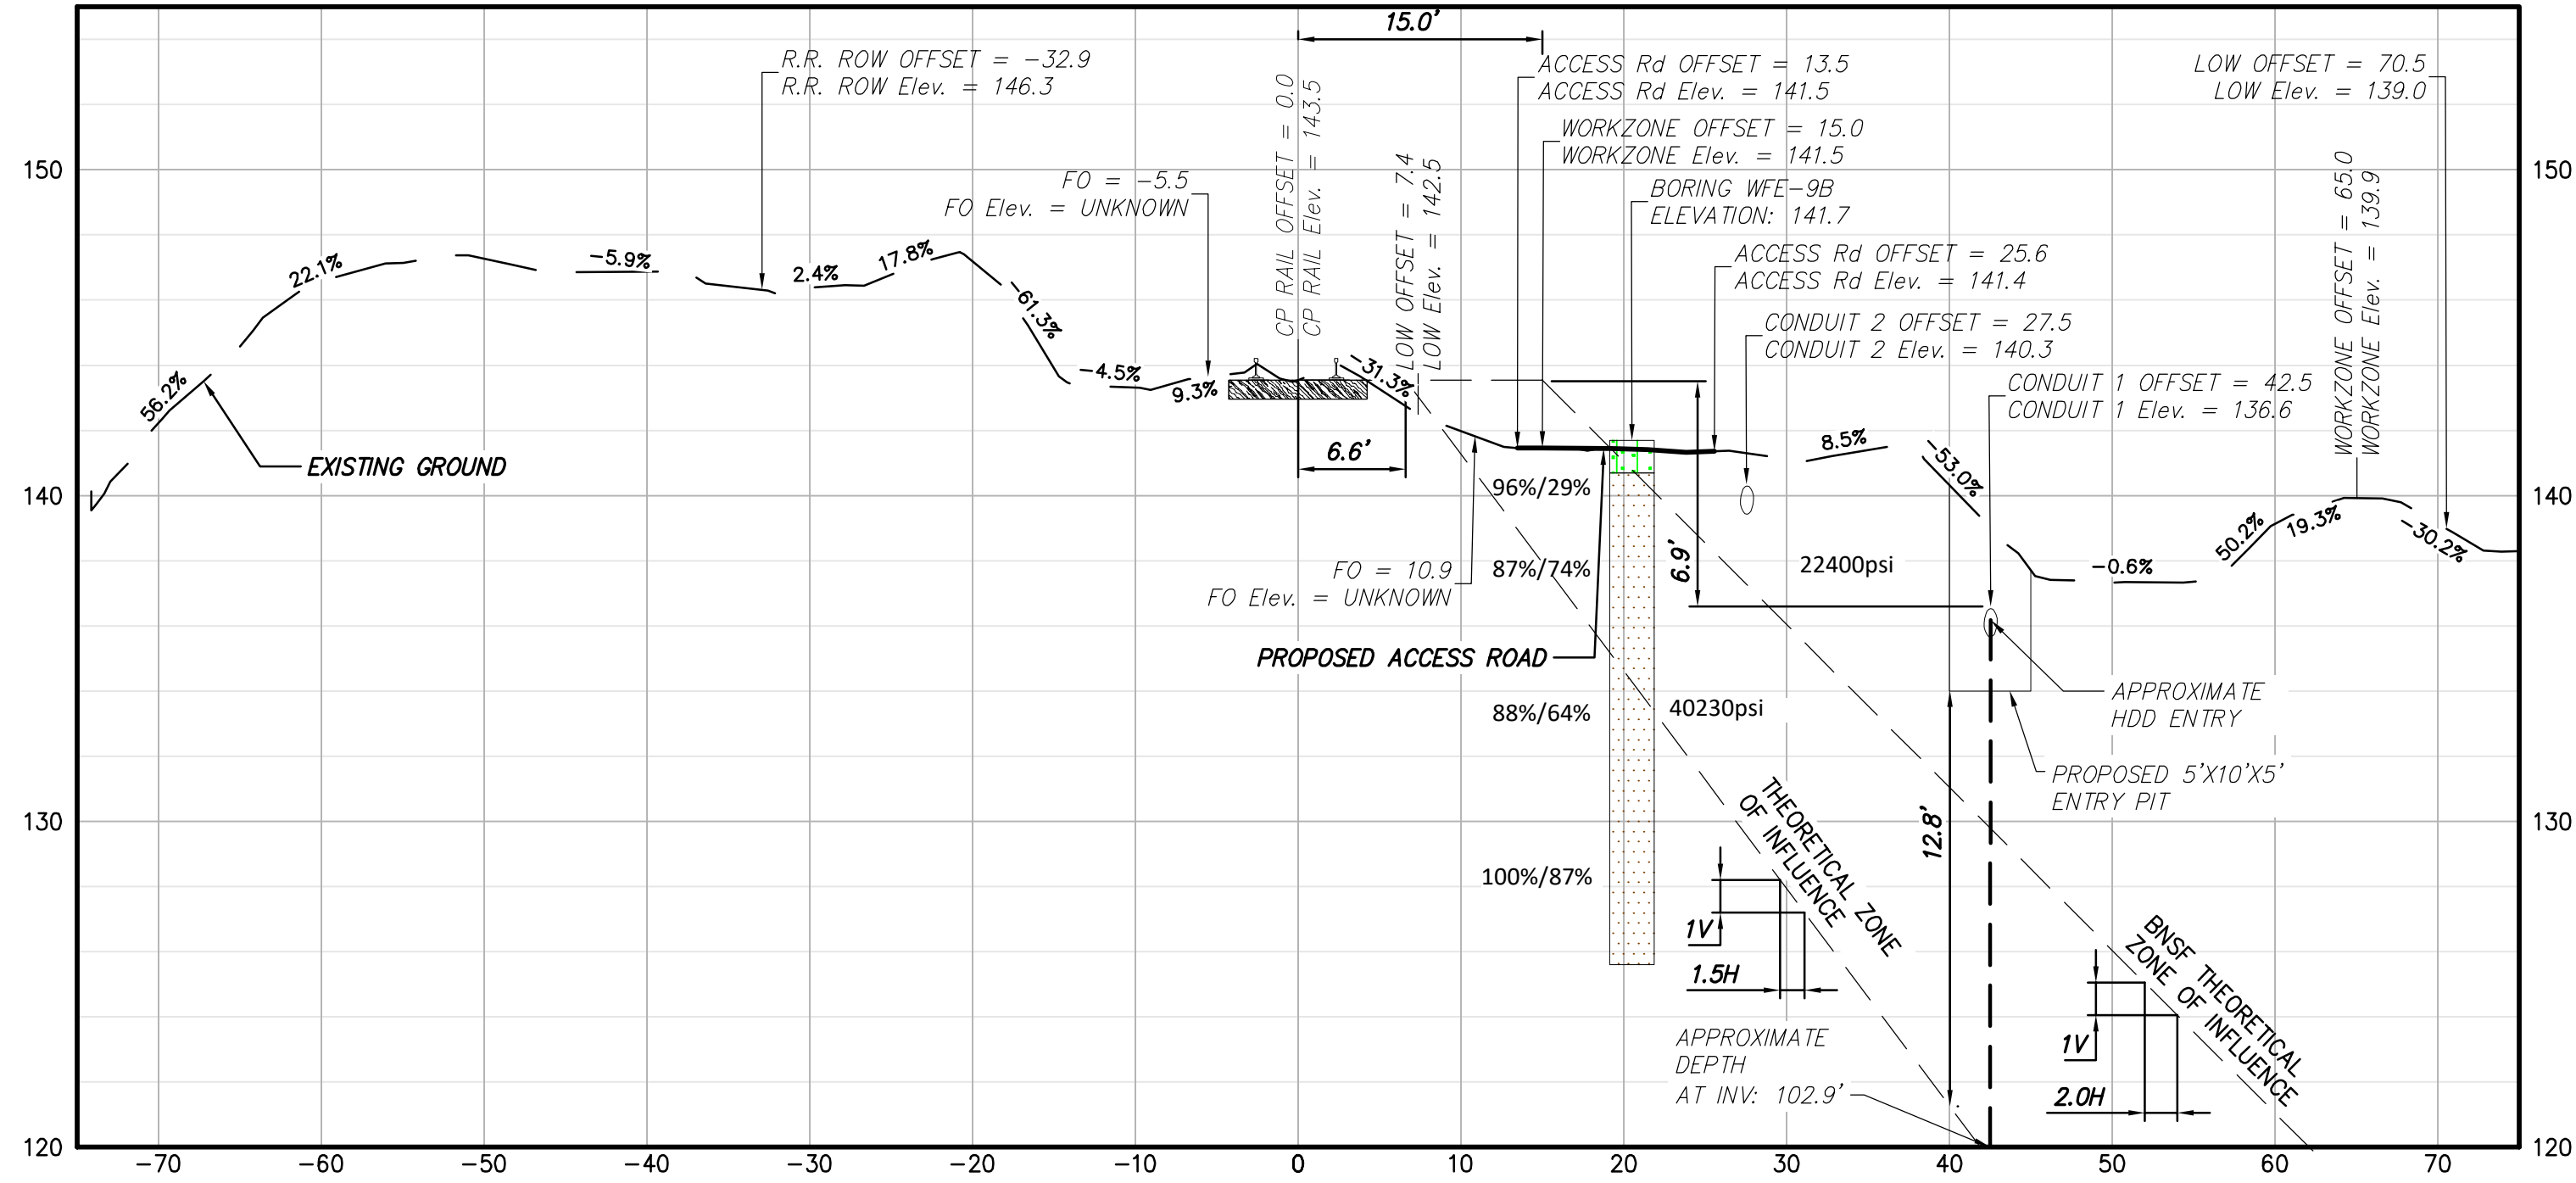 15.0'
R.R. ROW OFFSET = -32.9
R.R. ROW Elev. = 146.3
ACCESS Rd OFFSET = 13.5
ACCESS Rd Elev. = 141.5
LOW OFFSET = 70.5
LOW Elev. = 139.0
CP RAIL OFFSET = 0.0
CP RAIL Elev. = 143.5
WORKZONE OFFSET = 15.0
WORKZONE Elev. = 141.5
150
150
FO = -5.5
FO Elev. = UNKNOWN
LOW OFFSET = 7.4
LOW Elev. = 142.5
BORING WFE-9B
ELEVATION: 141.7
WORKZONE OFFSET = 65.0
WORKZONE Elev. = 139.9
ACCESS Rd OFFSET = 25.6
ACCESS Rd Elev. = 141.4
22.1%
-5.9%
2.4%
17.8%
-61.3%
CONDUIT 2 OFFSET = 27.5
CONDUIT 2 Elev. = 140.3
56.2%
-4.5%
9.3%
-31.3%
CONDUIT 1 OFFSET = 42.5
CONDUIT 1 Elev. = 136.6
EXISTING GROUND
6.6'
8.5%
-53.0%
140
140
96%/29%
50.2%
19.3%
-30.2%
FO = 10.9
FO Elev. = UNKNOWN
87%/74%
6.9'
22400psi
-0.6%
PROPOSED ACCESS ROAD
88%/64%
40230psi
APPROXIMATE
HDD ENTRY
PROPOSED 5'X10'X5'
ENTRY PIT
130
130
12.8'
THEORETICAL ZONE
OF INFLUENCE
100%/87%
1V
1.5H
BNSF THEORETICAL
ZONE OF INFLUENCE
1V
2.0H
APPROXIMATE
DEPTH
AT INV: 102.9'
120
120
-70
-60
-50
-40
-30
-20
-10
0
10
20
30
40
50
60
70